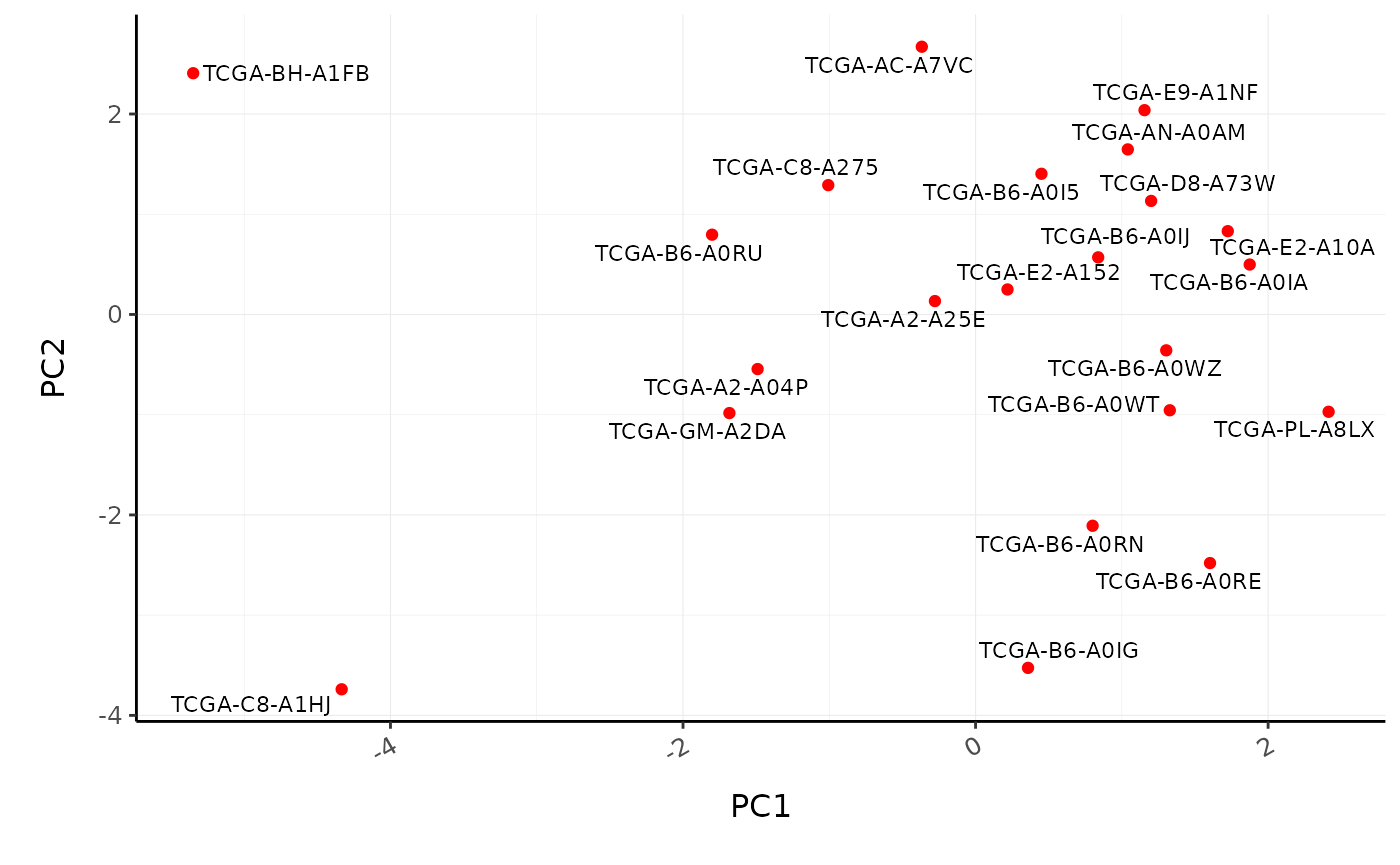 TCGA-AC-A7VC
TCGA-BH-A1FB
TCGA-E9-A1NF
2
TCGA-AN-A0AM
TCGA-C8-A275
TCGA-D8-A73W
TCGA-B6-A0I5
TCGA-B6-A0IJ
TCGA-E2-A10A
TCGA-B6-A0RU
TCGA-E2-A152
TCGA-B6-A0IA
0
TCGA-A2-A25E
PC2
TCGA-B6-A0WZ
TCGA-A2-A04P
TCGA-B6-A0WT
TCGA-PL-A8LX
TCGA-GM-A2DA
-2
TCGA-B6-A0RN
TCGA-B6-A0RE
TCGA-B6-A0IG
TCGA-C8-A1HJ
-4
-4
-2
0
2
PC1